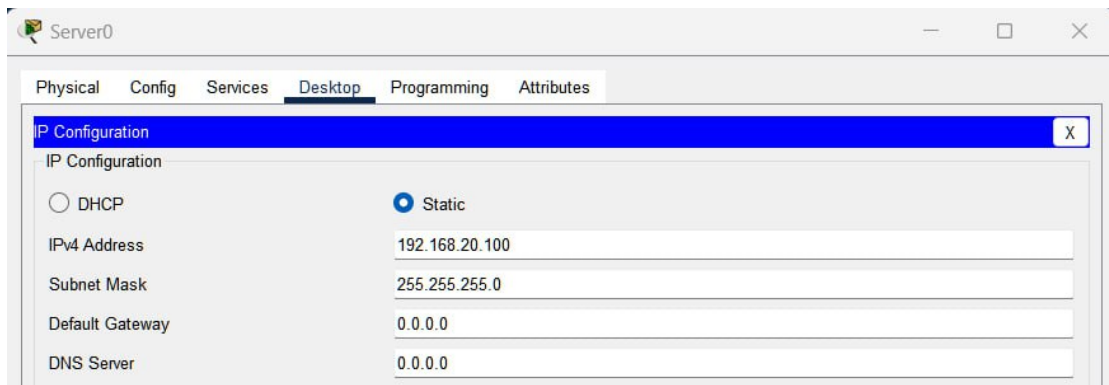 Server0
Physical Config Services Desktop Programming Attributes
IP Configuration X
IP Configuration
DHCP Static
IPv4 Address 192.168.20.100
Subnet Mask 255.255.255.0
Default Gateway 0.0.0.0
DNS Server 0.0.0.0